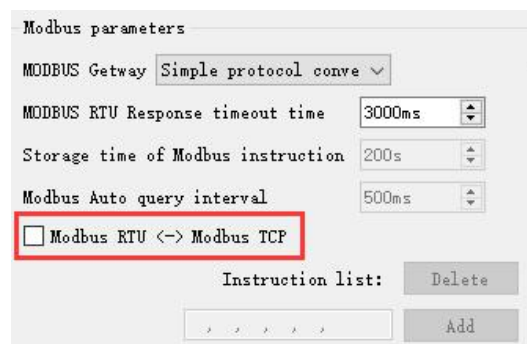 Modbus parameters
MODBUS Getway Simple protocol conve
MODBUS RTU Response timeout time 3000ms
Storage time of Modbus instruction 200s
Modbus Auto query interval 500ms
Modbus RTU <-> Modbus TCP
Instruction list: Delete
, , , , , Add